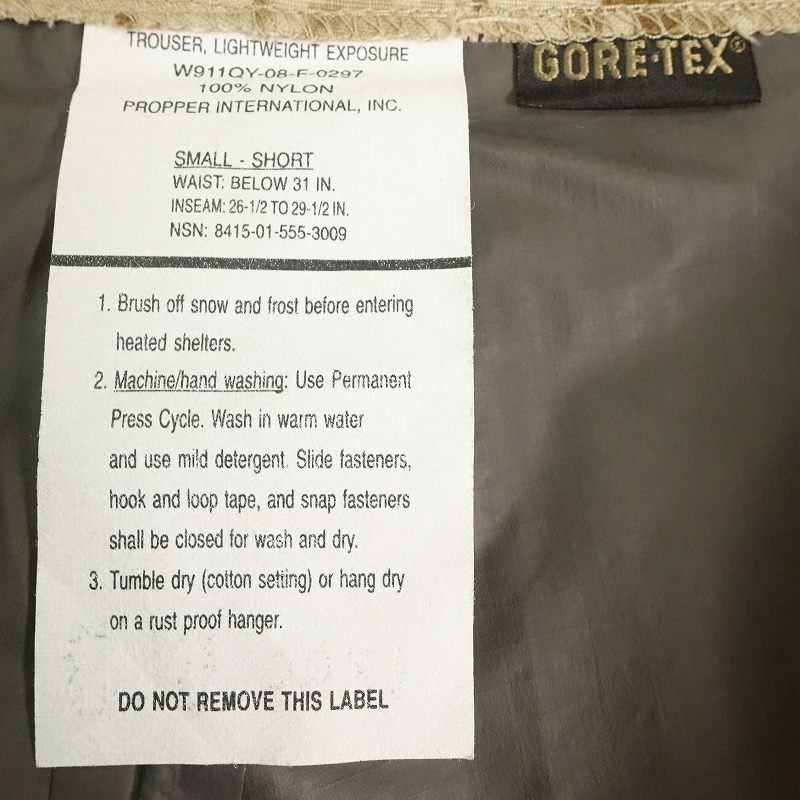 TROUSER, LIGHTWEIGHT EXPOSURE
W911QY-08-F-0297
100% NYLON
PROPPER INTERNATIONAL, INC.
SMALL - SHORT
WAIST: BELOW 31 IN.
INSEAM: 26-1/2 TO 29-1/2 IN.
NSN: 8415-01-555-3009
1. Brush off snow and frost before entering
heated shelters.
2. Machine/hand washing: Use Permanent
Press Cycle. Wash in warm water
and use mild detergent. Slide fasteners,
hook and loop tape, and snap fasteners
shall be closed for wash and dry.
3. Tumble dry (cotton setting) or hang dry
on a rust proof hanger.
DO NOT REMOVE THIS LABEL
GORE-TEX®